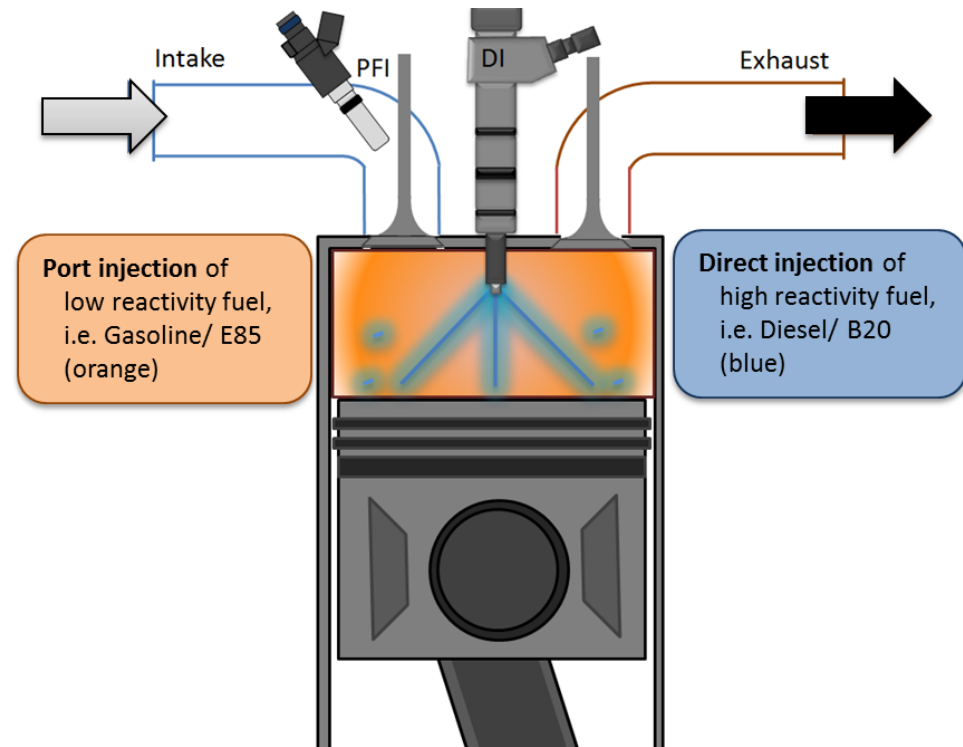 Intake
PFI
DI
Exhaust
Port injection of
low reactivity fuel,
i.e. Gasoline/ E85
(orange)
Direct injection of
high reactivity fuel,
i.e. Diesel/ B20
(blue)